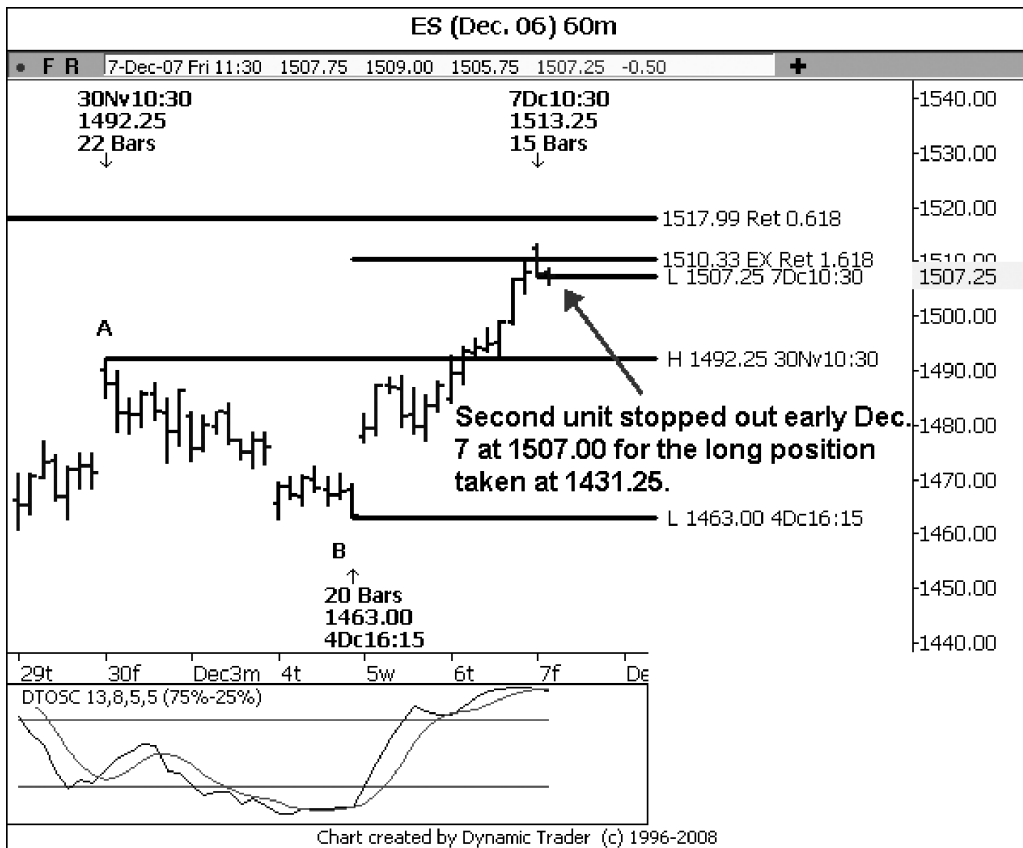 ES (Dec. 06) 60m
F R 7-Dec-07 Fri 11:30 1507.75 1509.00 1505.75 1507.25 -0.50
30Nv10:30
1492.25
22 Bars
7Dc10:30
1513.25
15 Bars
1540.00
1530.00
1520.00
1510.00
1507.25
1500.00
1490.00
1480.00
1470.00
1460.00
1450.00
1440.00
1517.99 Ret 0.618
1510.33 EX Ret 1.618
L 1507.25 7Dc10:30
A
H 1492.25 30Nv10:30
Second unit stopped out early Dec.
7 at 1507.00 for the long position
taken at 1431.25.
L 1463.00 4Dc16:15
B
20 Bars
1463.00
4Dc16:15
29t 30f Dec3m 4t 5w 6t 7f De
DTOSC 13,8,5,5 (75%-25%)
Chart created by Dynamic Trader (c) 1996-2008